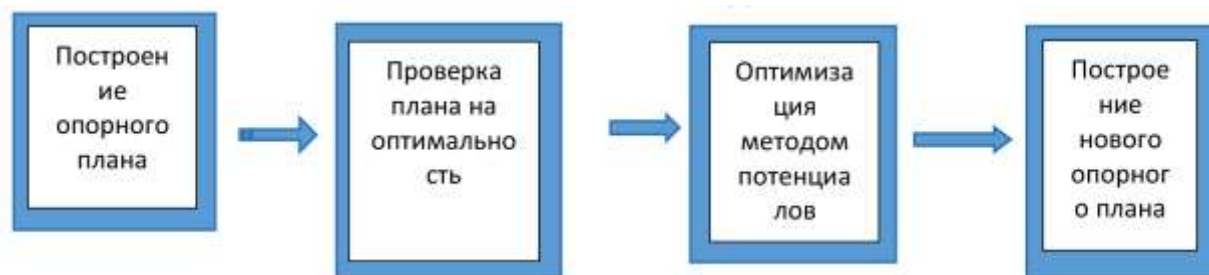 Построен
ие
опорного
плана
Проверка
плана на
оптимально
сть
Оптимиза
ция
методом
потенциа
лов
Построе
ние
нового
опорног
о плана